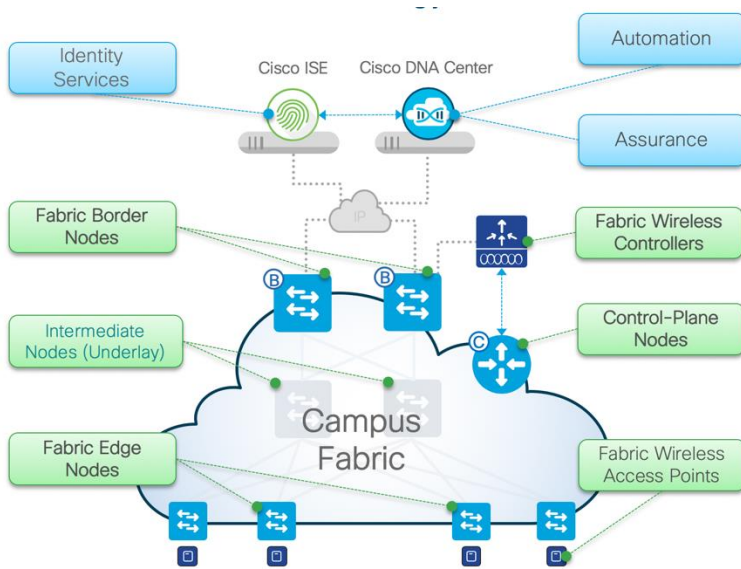 Identity
Services
Cisco ISE
Cisco DNA Center
Automation
Assurance
IP
Fabric Border
Nodes
B
B
Fabric Wireless
Controllers
Intermediate
Nodes (Underlay)
C
Control-Plane
Nodes
Campus
Fabric
Fabric Edge
Nodes
Fabric Wireless
Access Points